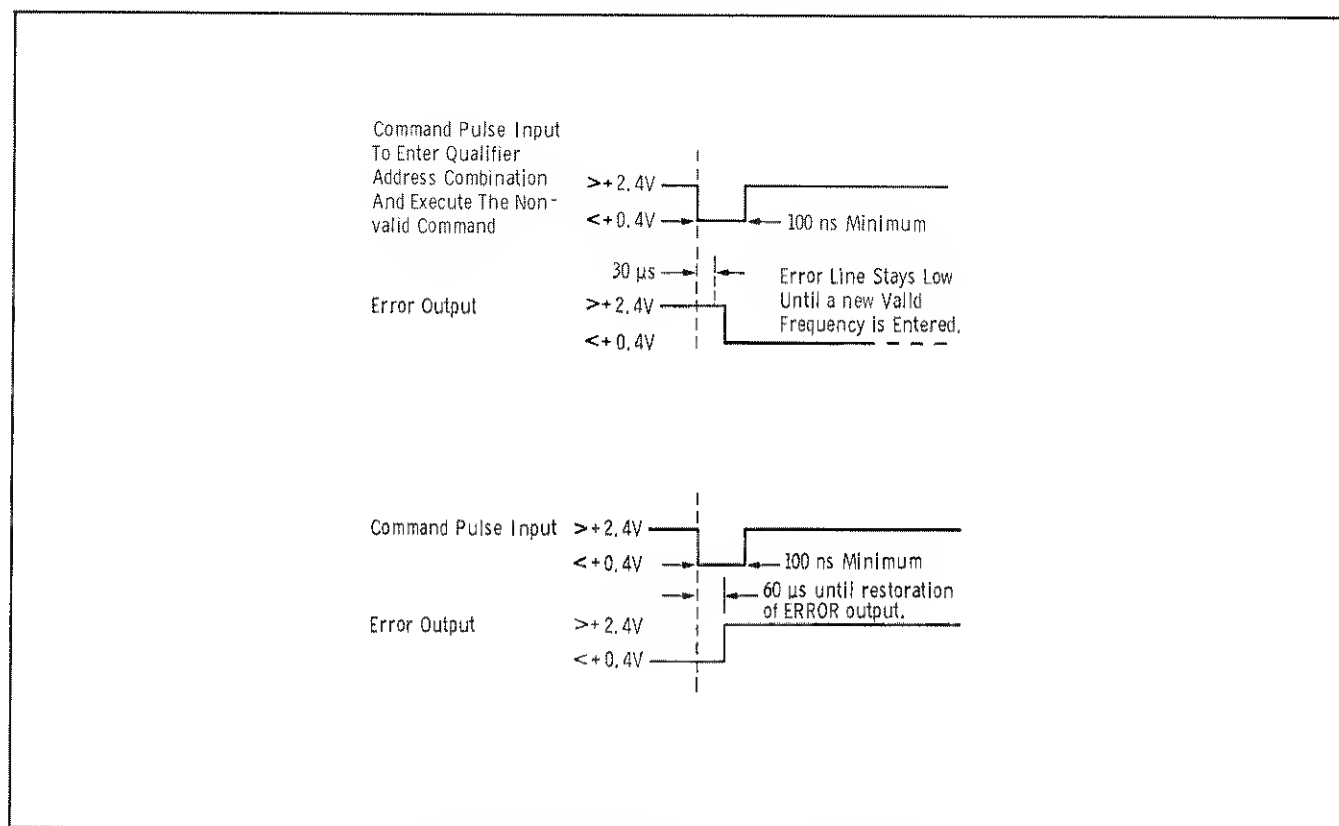 Command Pulse Input
To Enter Qualifier
Address Combination
And Execute The Non-
valid Command
>+2.4V
<+0.4V
100 ns Minimum
30 µs
Error Line Stays Low
Until a new Valid
Frequency is Entered.
Error Output
>+2.4V
<+0.4V
Command Pulse Input
>+2.4V
<+0.4V
100 ns Minimum
60 µs until restoration
of ERROR output.
Error Output
>+2.4V
<+0.4V